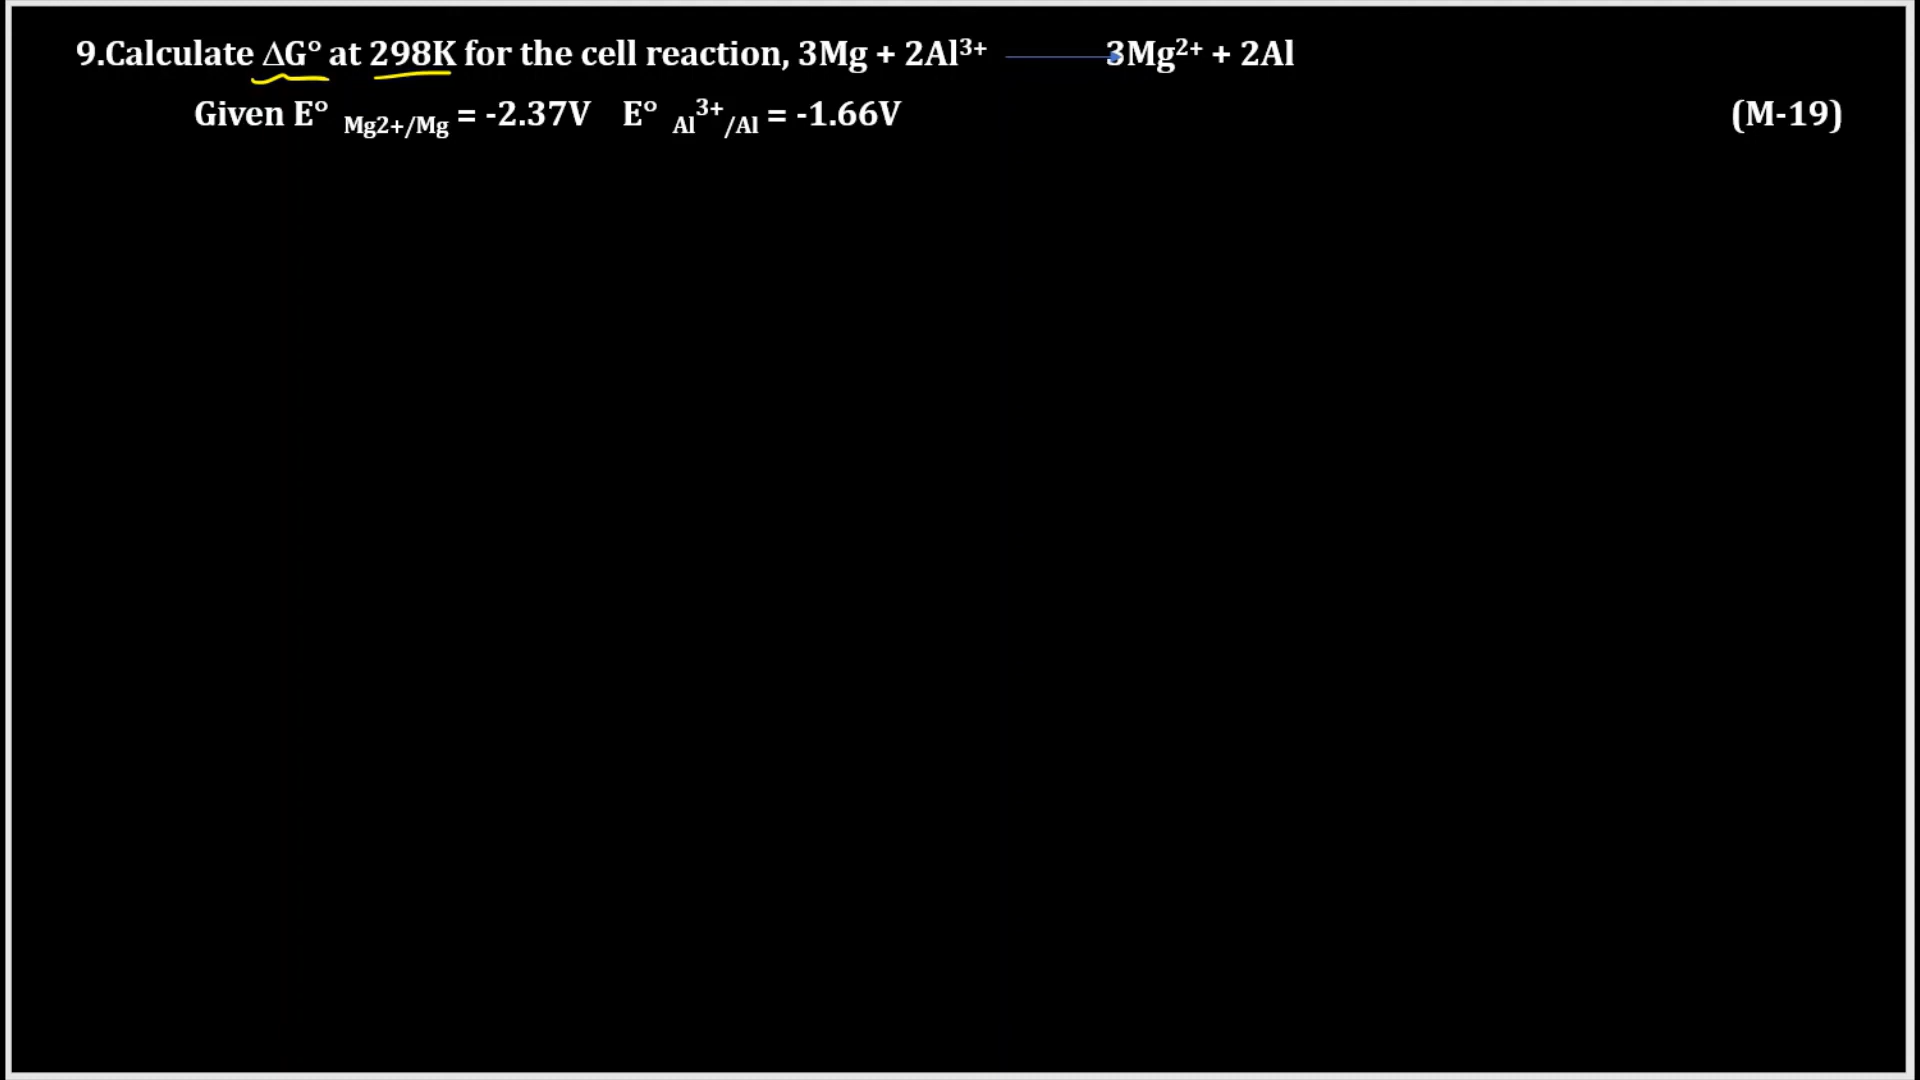 9.Calculate ∆G° at 298K for the cell reaction, 3Mg + 2Al³⁺ ⟶ 3Mg²⁺ + 2Al
Given E° Mg2+/Mg = -2.37V E° Al³⁺/Al = -1.66V (M-19)